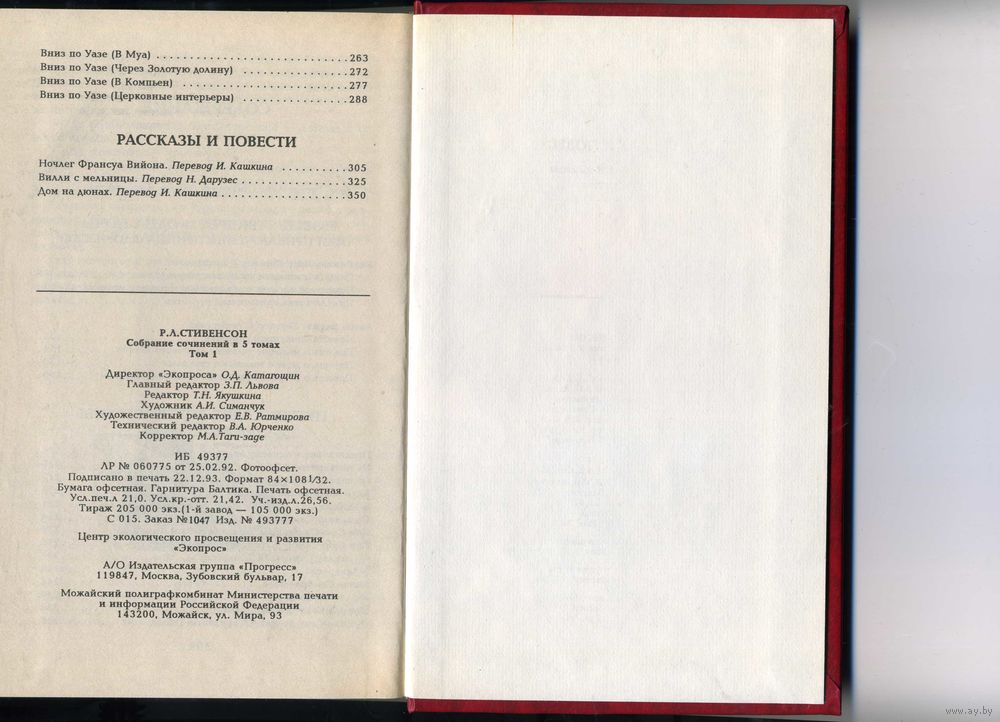 Вниз по Уазе (В Муа) ............................ 263
Вниз по Уазе (Через Золотую долину) ................ 272
Вниз по Уазе (В Компьен) ......................... 277
Вниз по Уазе (Церковные интерьеры) ................ 288
РАССКАЗЫ И ПОВЕСТИ
Ночлег Франсуа Вийона. Перевод И. Кашкина .......... 305
Вилли с мельницы. Перевод Н. Дарузес ................ 325
Дом на дюнах. Перевод И. Кашкина ................... 350
Р.Л.СТИВЕНСОН
Собрание сочинений в 5 томах
Том 1
Директор «Экопроса» О.Д. Катагощин
Главный редактор З.П. Львова
Редактор Т.Н. Якушкина
Художник А.И. Симанчук
Художественный редактор Е.В. Ратмирова
Технический редактор В.А. Юрченко
Корректор М.А.Таги-заде
ИБ 49377
ЛР № 060775 от 25.02.92. Фотоофсет.
Подписано в печать 22.12.93. Формат 84×108 1/32.
Бумага офсетная. Гарнитура Балтика. Печать офсетная.
Усл.печ.л 21,0. Усл.кр.-отт. 21,42. Уч.-изд.л.26,56.
Тираж 205 000 экз.(1-й завод — 105 000 экз.)
С 015. Заказ №1047 Изд. № 493777
Центр экологического просвещения и развития
«Экопрос»
А/О Издательская группа «Прогресс»
119847, Москва, Зубовский бульвар, 17
Можайский полиграфкомбинат Министерства печати
и информации Российской Федерации
143200, Можайск, ул. Мира, 93
www.ay.by